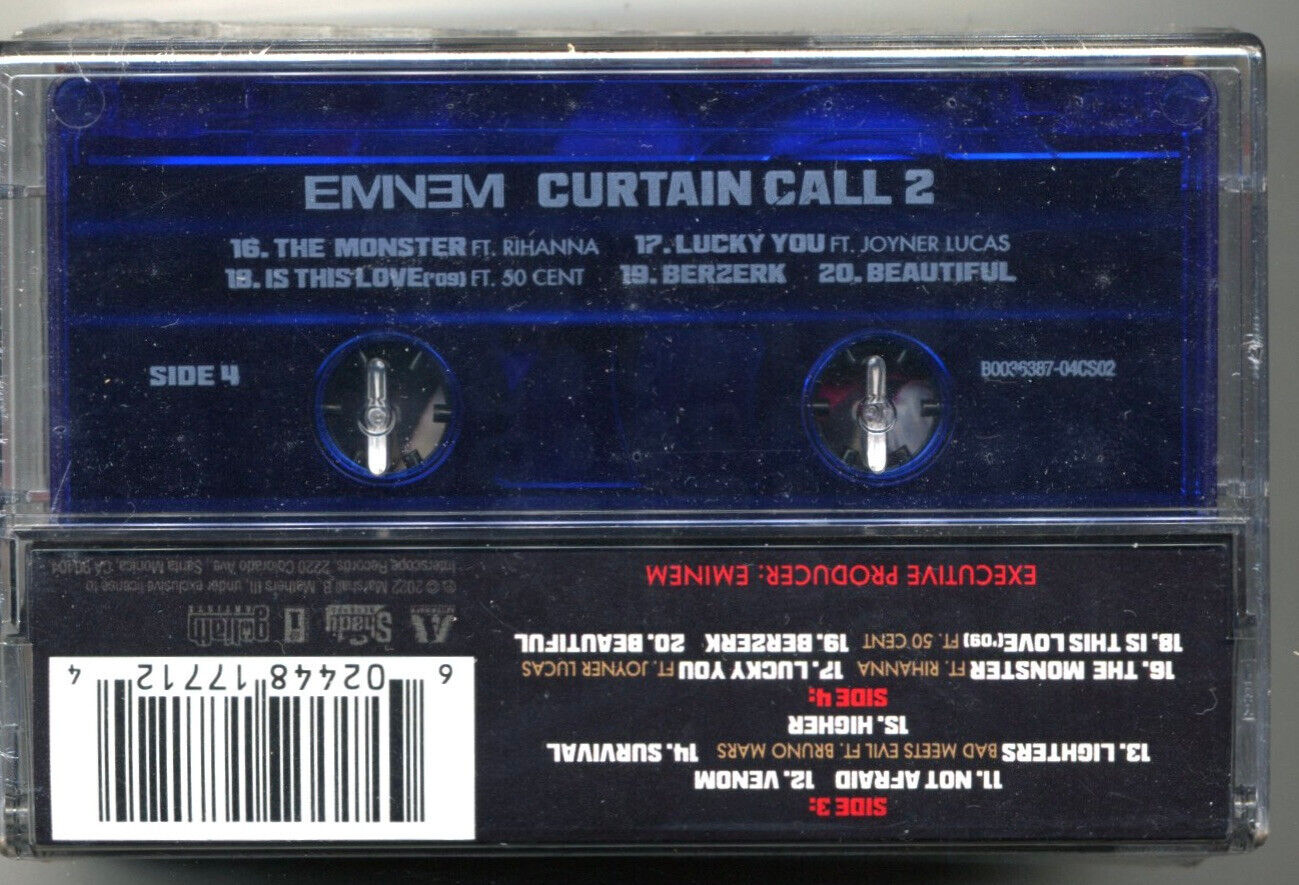 EMINEM CURTAIN CALL 2
16. THE MONSTER FT. RIHANNA 17. LUCKY YOU FT. JOYNER LUCAS
18. IS THIS LOVE('09) FT. 50 CENT 19. BERZERK 20. BEAUTIFUL
SIDE 4
B0036387-04CS02
SIDE 3:
11. NOT AFRAID 12. VENOM
13. LIGHTERS BAD MEETS EVIL FT. BRUNO MARS 14. SURVIVAL
15. HIGHER
SIDE 4:
16. THE MONSTER FT. RIHANNA 17. LUCKY YOU FT. JOYNER LUCAS
18. IS THIS LOVE('09) FT. 50 CENT 19. BERZERK 20. BEAUTIFUL
EXECUTIVE PRODUCER: EMINEM
6 02448 17712 4
AFTERMATH
Shady RECORDS
I
goliath
℗ © 2022 Marshall B. Mathers III, under exclusive license to
Interscope Records, 2220 Colorado Ave, Santa Monica, CA 90404